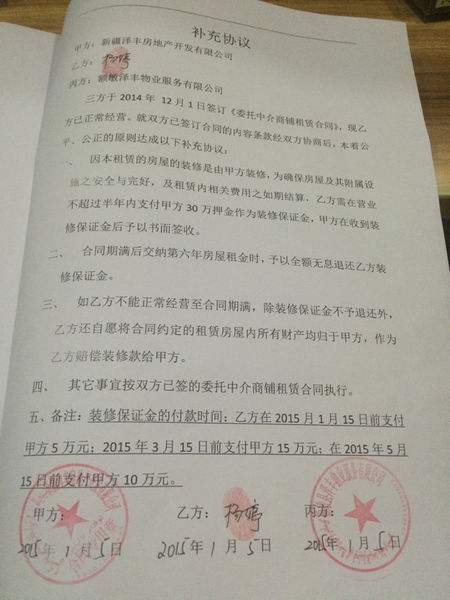 补充协议
甲方：新疆泽丰房地产开发有限公司
乙方：杨婷
丙方：额敏泽丰物业服务有限公司
三方于 2014 年 12 月 1 日签订《委托中介商铺租赁合同》，现乙
方已正常经营。就双方已签订合同的内容条款经双方协商后，本着公
平、公正的原则达成以下补充协议：
一、 因本租赁的房屋的装修是由甲方装修，为确保房屋及其附属设
施之安全与完好，及租赁内相关费用之如期结算，乙方需在营业
不超过半年内支付甲方 30 万押金作为装修保证金，甲方在收到装
修保证金后予以书面签收。
二、 合同期满后交纳第六年房屋租金时，予以全额无息退还乙方装
修保证金。
三、 如乙方不能正常经营至合同期满，除装修保证金不予退还外，
乙方还自愿将合同约定的租赁房屋内所有财产均归于甲方，作为
乙方赔偿装修款给甲方。
四、 其它事宜按双方已签的委托中介商铺租赁合同执行。
五、备注：装修保证金的付款时间：乙方在 2015 月 1 月 15 日前支付
甲方 5 万元；2015 年 3 月 15 日前支付甲方 15 万元；在 2015 年 5 月
15 日前支付甲方 10 万元。
甲方： 乙方：杨婷 丙方：
2015 年 1 月 5 日 2015 年 1 月 5 日 2015 年 1 月 5 日